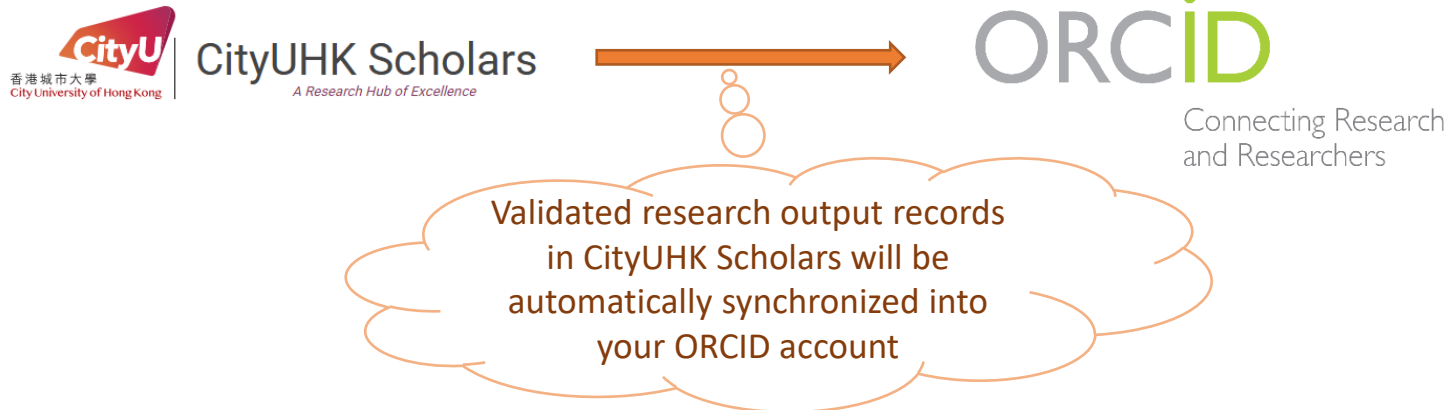 CityU
香港城市大學
City University of Hong Kong
CityUHK Scholars
A Research Hub of Excellence
ORCiD
Connecting Research
and Researchers
Validated research output records
in CityUHK Scholars will be
automatically synchronized into
your ORCID account